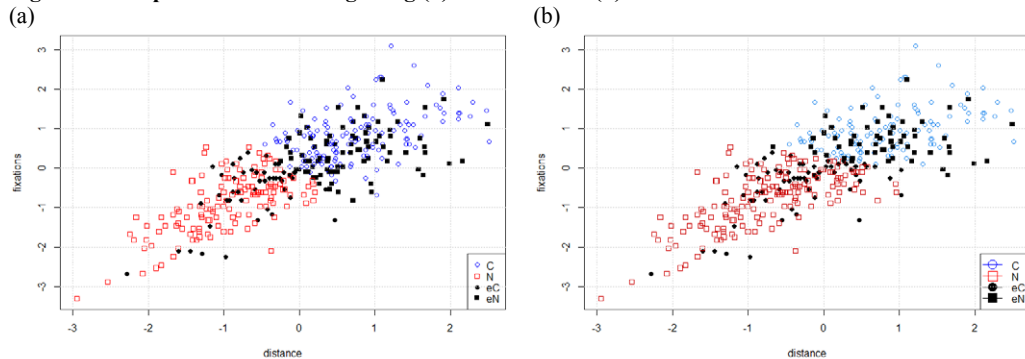 (a) (b)
3 3
2 2
1 1
fixations fixations
0 0
-1 -1
-2 -2
-3 -3
C C
N N
eC eC
eN eN
-3 -2 -1 0 1 2 -3 -2 -1 0 1 2
distance distance